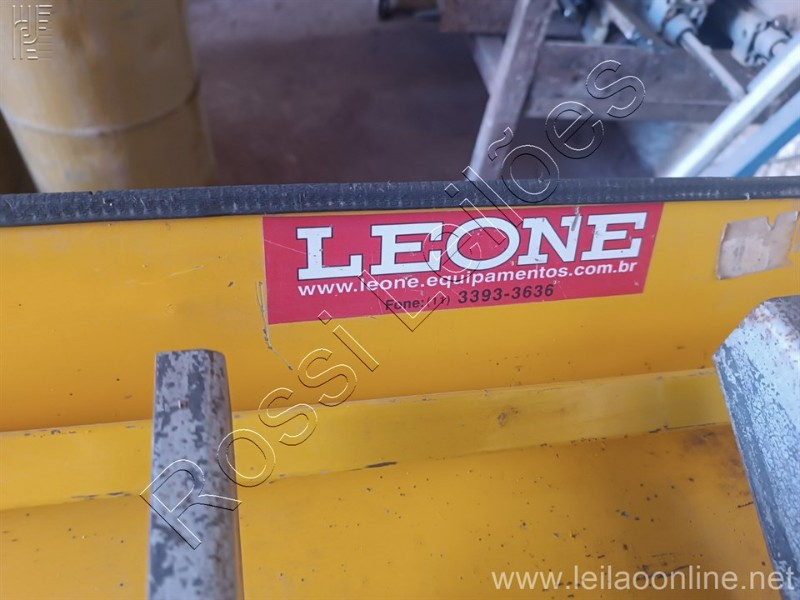 LEONE
www.leone.equipamentos.com.br
Fone: (11) 3393-3636
Rossi Leilões
www.leilaoonline.net